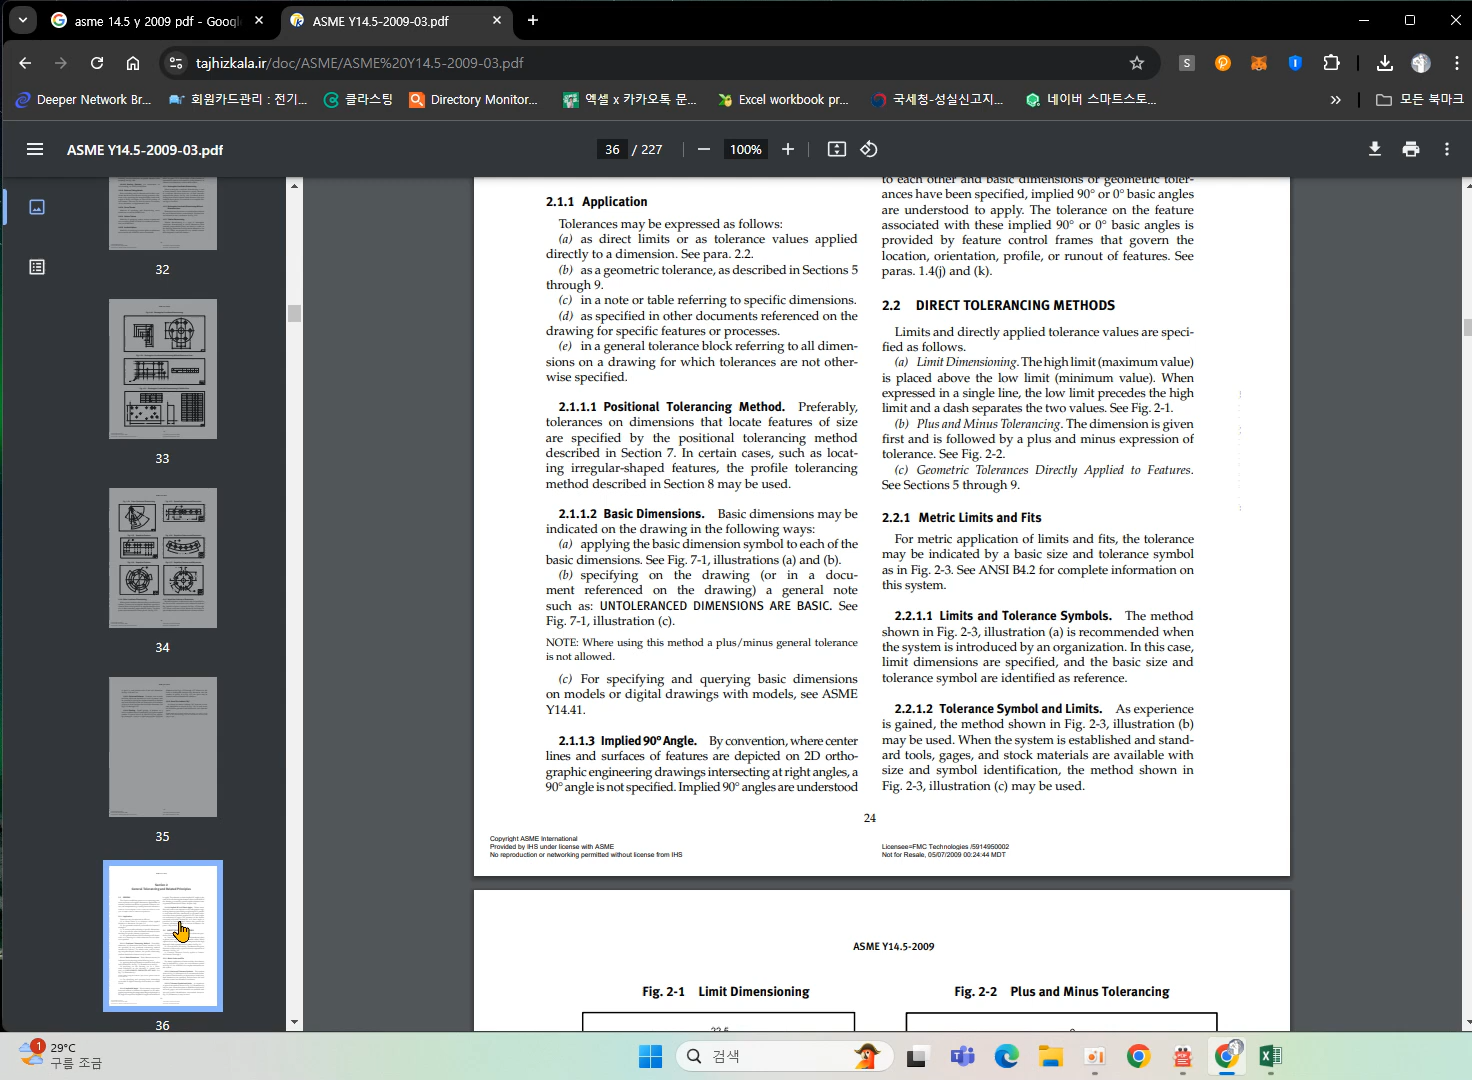 asme 14.5 y 2009 pdf - Googl
ASME Y14.5-2009-03.pdf
tajhizkala.ir/doc/ASME/ASME%20Y14.5-2009-03.pdf
Deeper Network Br...
회원카드관리 : 전기...
클라스팅
Directory Monitor...
엑셀 x 카카오톡 문...
Excel workbook pr...
국세청-성실신고지...
네이버 스마트스토...
»
모든 북마크
ASME Y14.5-2009-03.pdf
36 / 227
100%
32
33
34
35
36
2.1.1 Application
Tolerances may be expressed as follows:
(a) as direct limits or as tolerance values applied
directly to a dimension. See para. 2.2.
(b) as a geometric tolerance, as described in Sections 5
through 9.
(c) in a note or table referring to specific dimensions.
(d) as specified in other documents referenced on the
drawing for specific features or processes.
(e) in a general tolerance block referring to all dimen-
sions on a drawing for which tolerances are not other-
wise specified.
2.1.1.1 Positional Tolerancing Method. Preferably,
tolerances on dimensions that locate features of size
are specified by the positional tolerancing method
described in Section 7. In certain cases, such as locat-
ing irregular-shaped features, the profile tolerancing
method described in Section 8 may be used.
2.1.1.2 Basic Dimensions. Basic dimensions may be
indicated on the drawing in the following ways:
(a) applying the basic dimension symbol to each of the
basic dimensions. See Fig. 7-1, illustrations (a) and (b).
(b) specifying on the drawing (or in a docu-
ment referenced on the drawing) a general note
such as: UNTOLERANCED DIMENSIONS ARE BASIC. See
Fig. 7-1, illustration (c).
NOTE: Where using this method a plus/minus general tolerance
is not allowed.
(c) For specifying and querying basic dimensions
on models or digital drawings with models, see ASME
Y14.41.
2.1.1.3 Implied 90° Angle. By convention, where center
lines and surfaces of features are depicted on 2D ortho-
graphic engineering drawings intersecting at right angles, a
90° angle is not specified. Implied 90° angles are understood
to each other and basic dimensions or geometric toler-
ances have been specified, implied 90° or 0° basic angles
are understood to apply. The tolerance on the feature
associated with these implied 90° or 0° basic angles is
provided by feature control frames that govern the
location, orientation, profile, or runout of features. See
paras. 1.4(j) and (k).
2.2 DIRECT TOLERANCING METHODS
Limits and directly applied tolerance values are speci-
fied as follows.
(a) Limit Dimensioning. The high limit (maximum value)
is placed above the low limit (minimum value). When
expressed in a single line, the low limit precedes the high
limit and a dash separates the two values. See Fig. 2-1.
(b) Plus and Minus Tolerancing. The dimension is given
first and is followed by a plus and minus expression of
tolerance. See Fig. 2-2.
(c) Geometric Tolerances Directly Applied to Features.
See Sections 5 through 9.
2.2.1 Metric Limits and Fits
For metric application of limits and fits, the tolerance
may be indicated by a basic size and tolerance symbol
as in Fig. 2-3. See ANSI B4.2 for complete information on
this system.
2.2.1.1 Limits and Tolerance Symbols. The method
shown in Fig. 2-3, illustration (a) is recommended when
the system is introduced by an organization. In this case,
limit dimensions are specified, and the basic size and
tolerance symbol are identified as reference.
2.2.1.2 Tolerance Symbol and Limits. As experience
is gained, the method shown in Fig. 2-3, illustration (b)
may be used. When the system is established and stand-
ard tools, gages, and stock materials are available with
size and symbol identification, the method shown in
Fig. 2-3, illustration (c) may be used.
24
Copyright ASME International
Provided by IHS under license with ASME
No reproduction or networking permitted without license from IHS
Licensee=FMC Technologies /5914950002
Not for Resale, 05/07/2009 00:24:44 MDT
ASME Y14.5-2009
Fig. 2-1 Limit Dimensioning
Fig. 2-2 Plus and Minus Tolerancing
1
29°C
구름 조금
검색